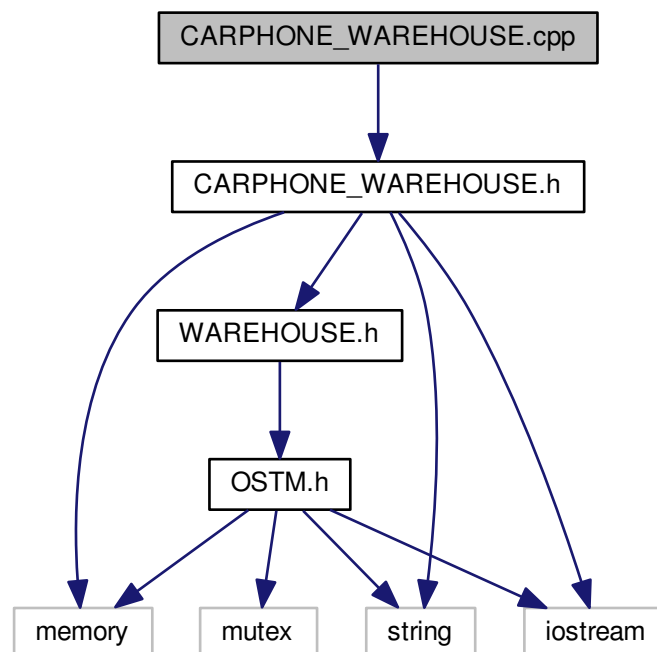 CARPHONE_WAREHOUSE.cpp
CARPHONE_WAREHOUSE.h
WAREHOUSE.h
OSTM.h
memory
mutex
string
iostream